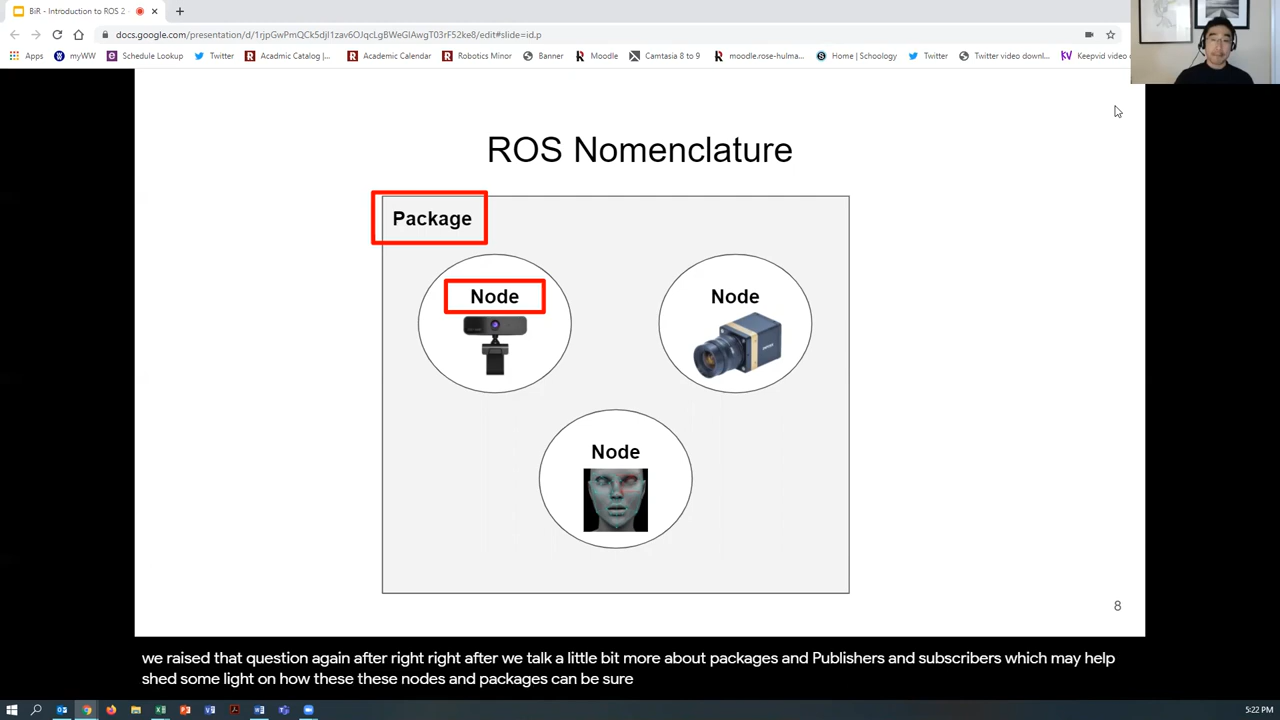 BiR - Introduction to ROS 2 -
docs.google.com/presentation/d/1rjpGwPmQCk5djI1zav6OJqcLgBWeGIAwgT03rF52ke8/edit#slide=id.p
Apps myWW Schedule Lookup Twitter Acadmic Catalog |... Academic Calendar Robotics Minor Banner Moodle Camtasia 8 to 9 moodle.rose-hulma... Home | Schoology Twitter Twitter video downl... Keepvid video down
ROS Nomenclature
Package
Node
Node
Node
8
we raised that question again after right right after we talk a little bit more about packages and Publishers and subscribers which may help
shed some light on how these these nodes and packages can be sure
5:22 PM